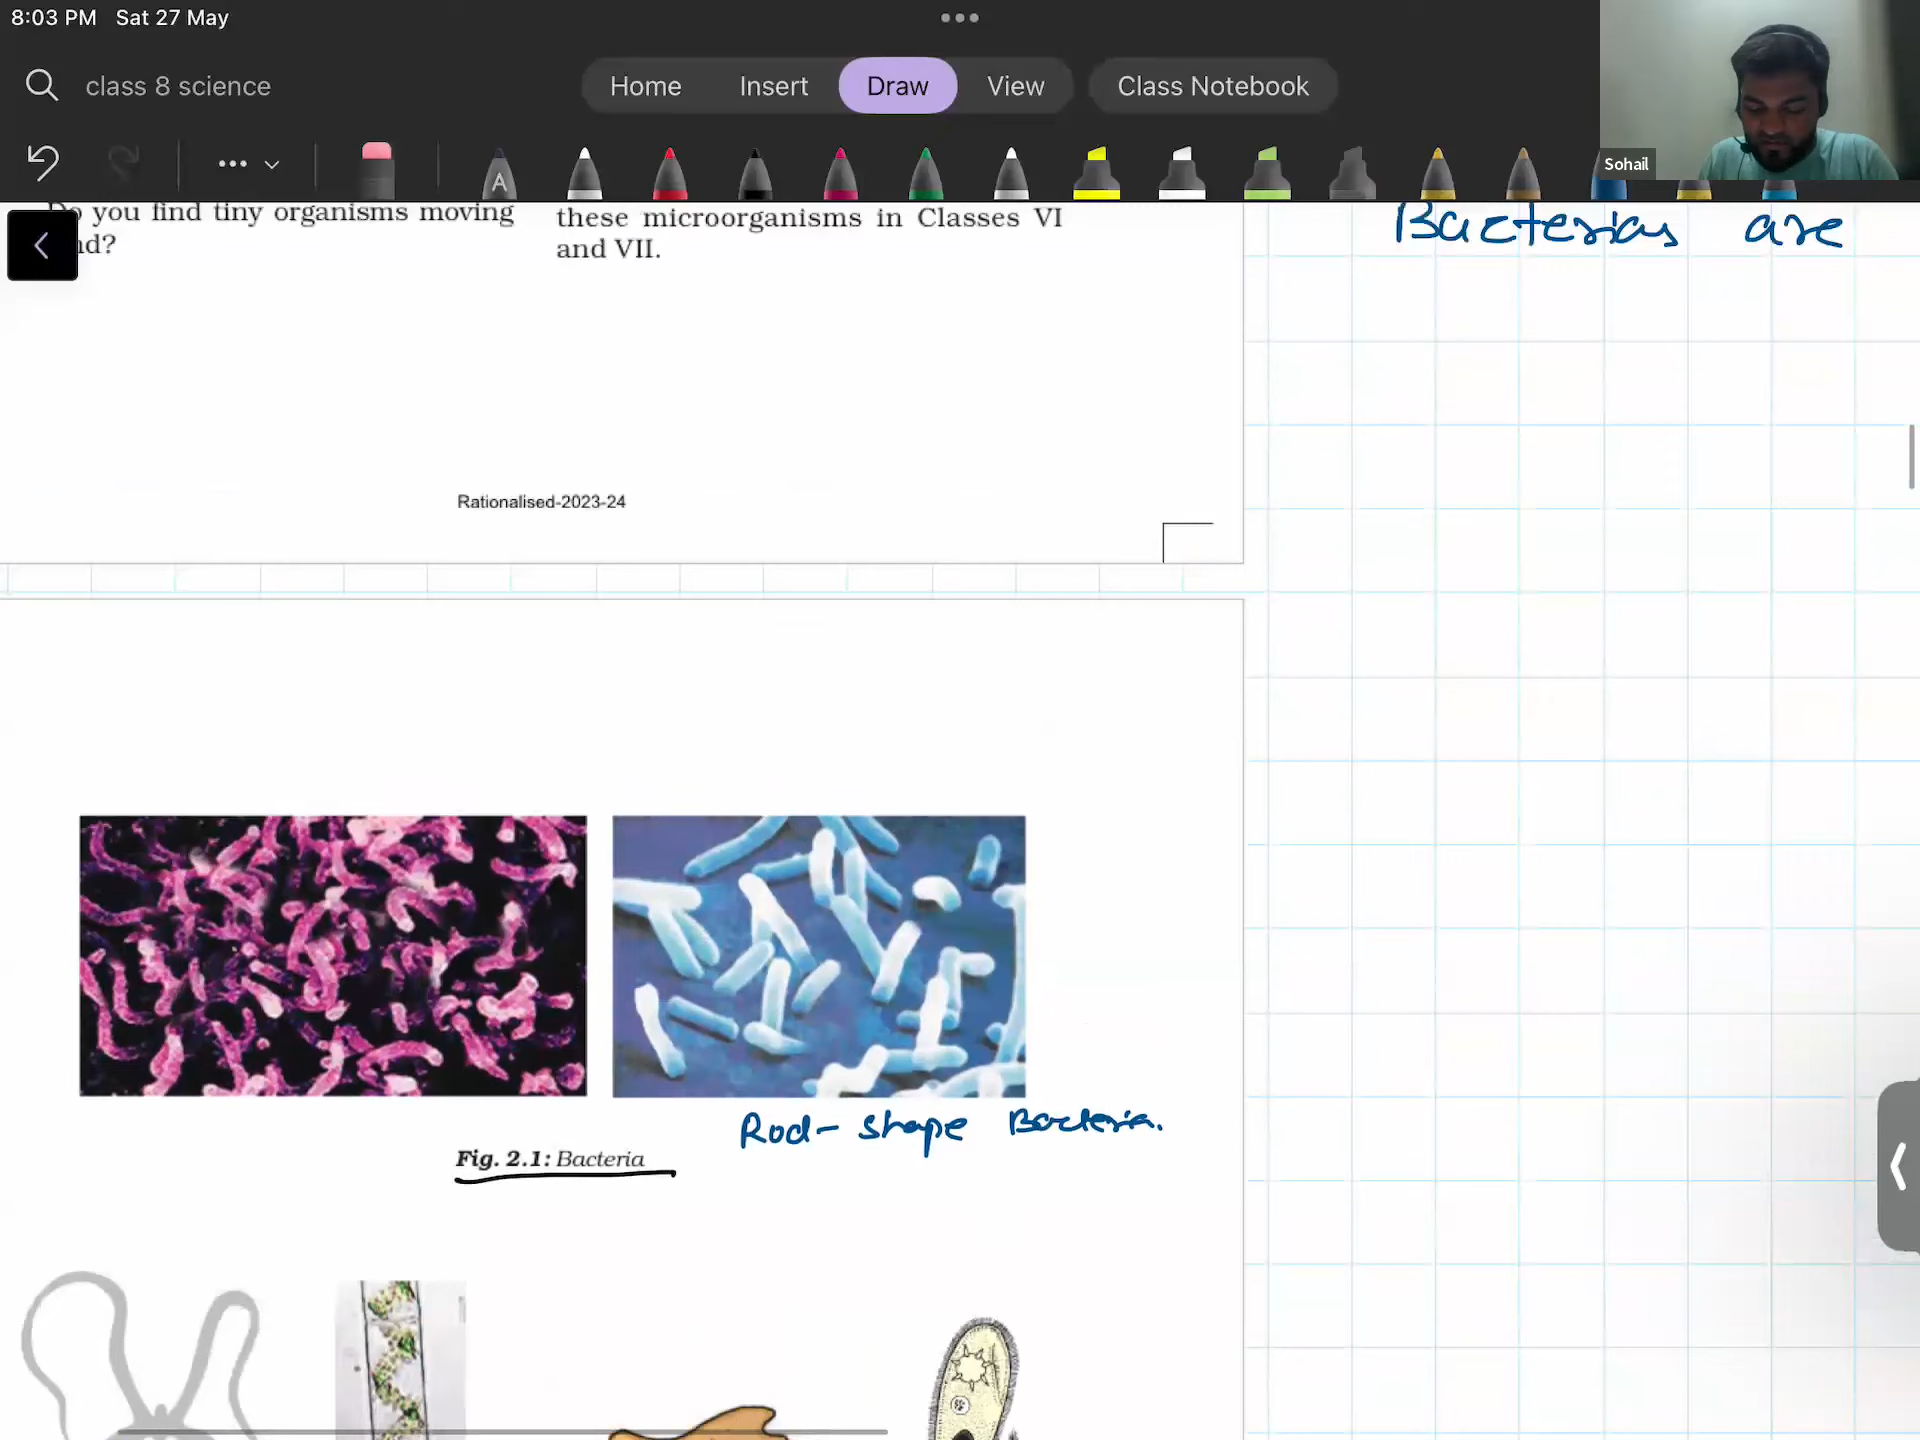 8:03 PM Sat 27 May
class 8 science
Home Insert Draw View Class Notebook
A
Sohail
you find tiny organisms moving
nd?
these microorganisms in Classes VI
and VII.
Bacterias are
Rationalised-2023-24
Rod- shape Bacteria.
Fig. 2.1: Bacteria